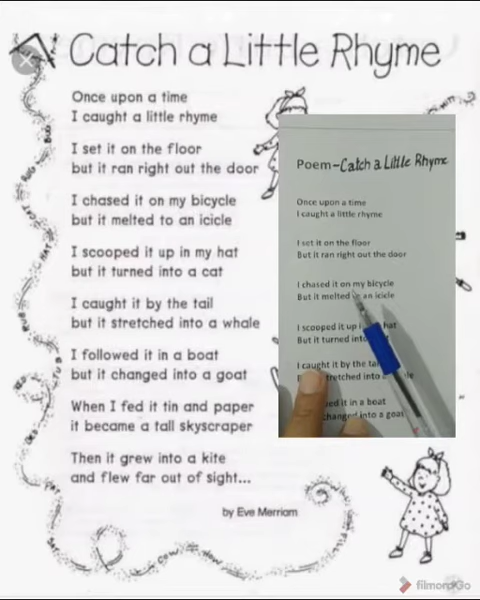 Catch a Little Rhyme
Once upon a time
I caught a little rhyme
I set it on the floor
but it ran right out the door
I chased it on my bicycle
but it melted to an icicle
I scooped it up in my hat
but it turned into a cat
I caught it by the tail
but it stretched into a whale
I followed it in a boat
but it changed into a goat
When I fed it tin and paper
it became a tall skyscraper
Then it grew into a kite
and flew far out of sight...
by Eve Merriam
Poem-Catch a Little Rhyme
Once upon a time
I caught a little rhyme
I set it on the floor
But it ran right out the door
I chased it on my bicycle
But it melted an icicle
I scooped it up hat
But it turned
I caught it by the
into
it in a boat
into a goat
filmoraGo